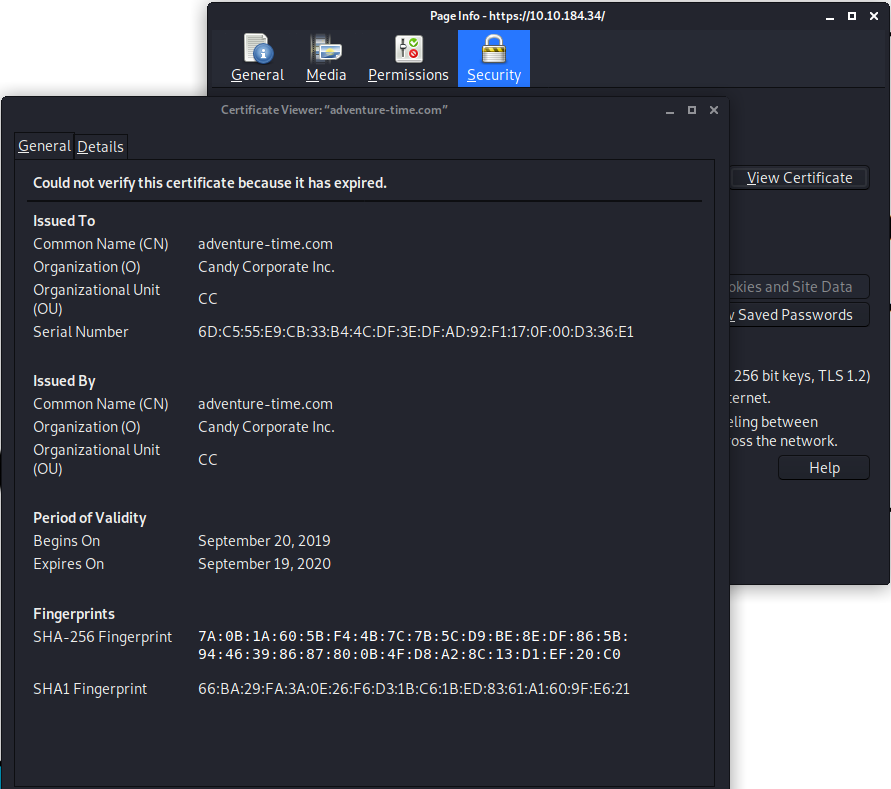 Page Info - https://10.10.184.34/
General Media Permissions Security
Certificate Viewer: “adventure-time.com”
General Details
Could not verify this certificate because it has expired.
View Certificate
Issued To
Common Name (CN) adventure-time.com
Organization (O) Candy Corporate Inc.
Organizational Unit
(OU) CC
Serial Number 6D:C5:55:E9:CB:33:B4:4C:DF:3E:DF:AD:92:F1:17:0F:00:D3:36:E1
okies and Site Data
Saved Passwords
Issued By
Common Name (CN) adventure-time.com
Organization (O) Candy Corporate Inc.
Organizational Unit
(OU) CC
256 bit keys, TLS 1.2)
ternet.
eling between
oss the network.
Help
Period of Validity
Begins On September 20, 2019
Expires On September 19, 2020
Fingerprints
SHA-256 Fingerprint 7A:0B:1A:60:5B:F4:4B:7C:7B:5C:D9:BE:8E:DF:86:5B:
94:46:39:86:87:80:0B:4F:D8:A2:8C:13:D1:EF:20:C0
SHA1 Fingerprint 66:BA:29:FA:3A:0E:26:F6:D3:1B:C6:1B:ED:83:61:A1:60:9F:E6:21